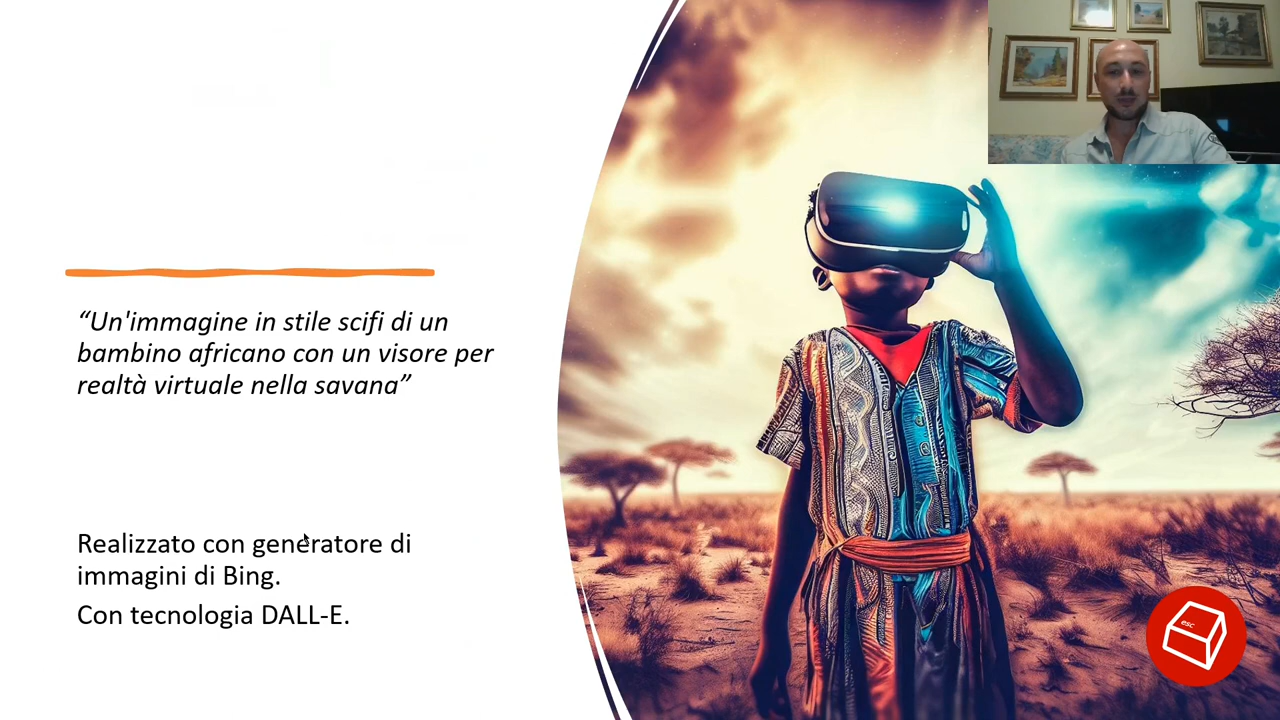 “Un'immagine in stile scifi di un
bambino africano con un visore per
realtà virtuale nella savana”
Realizzato con generatore di
immagini di Bing.
Con tecnologia DALL-E.
esc